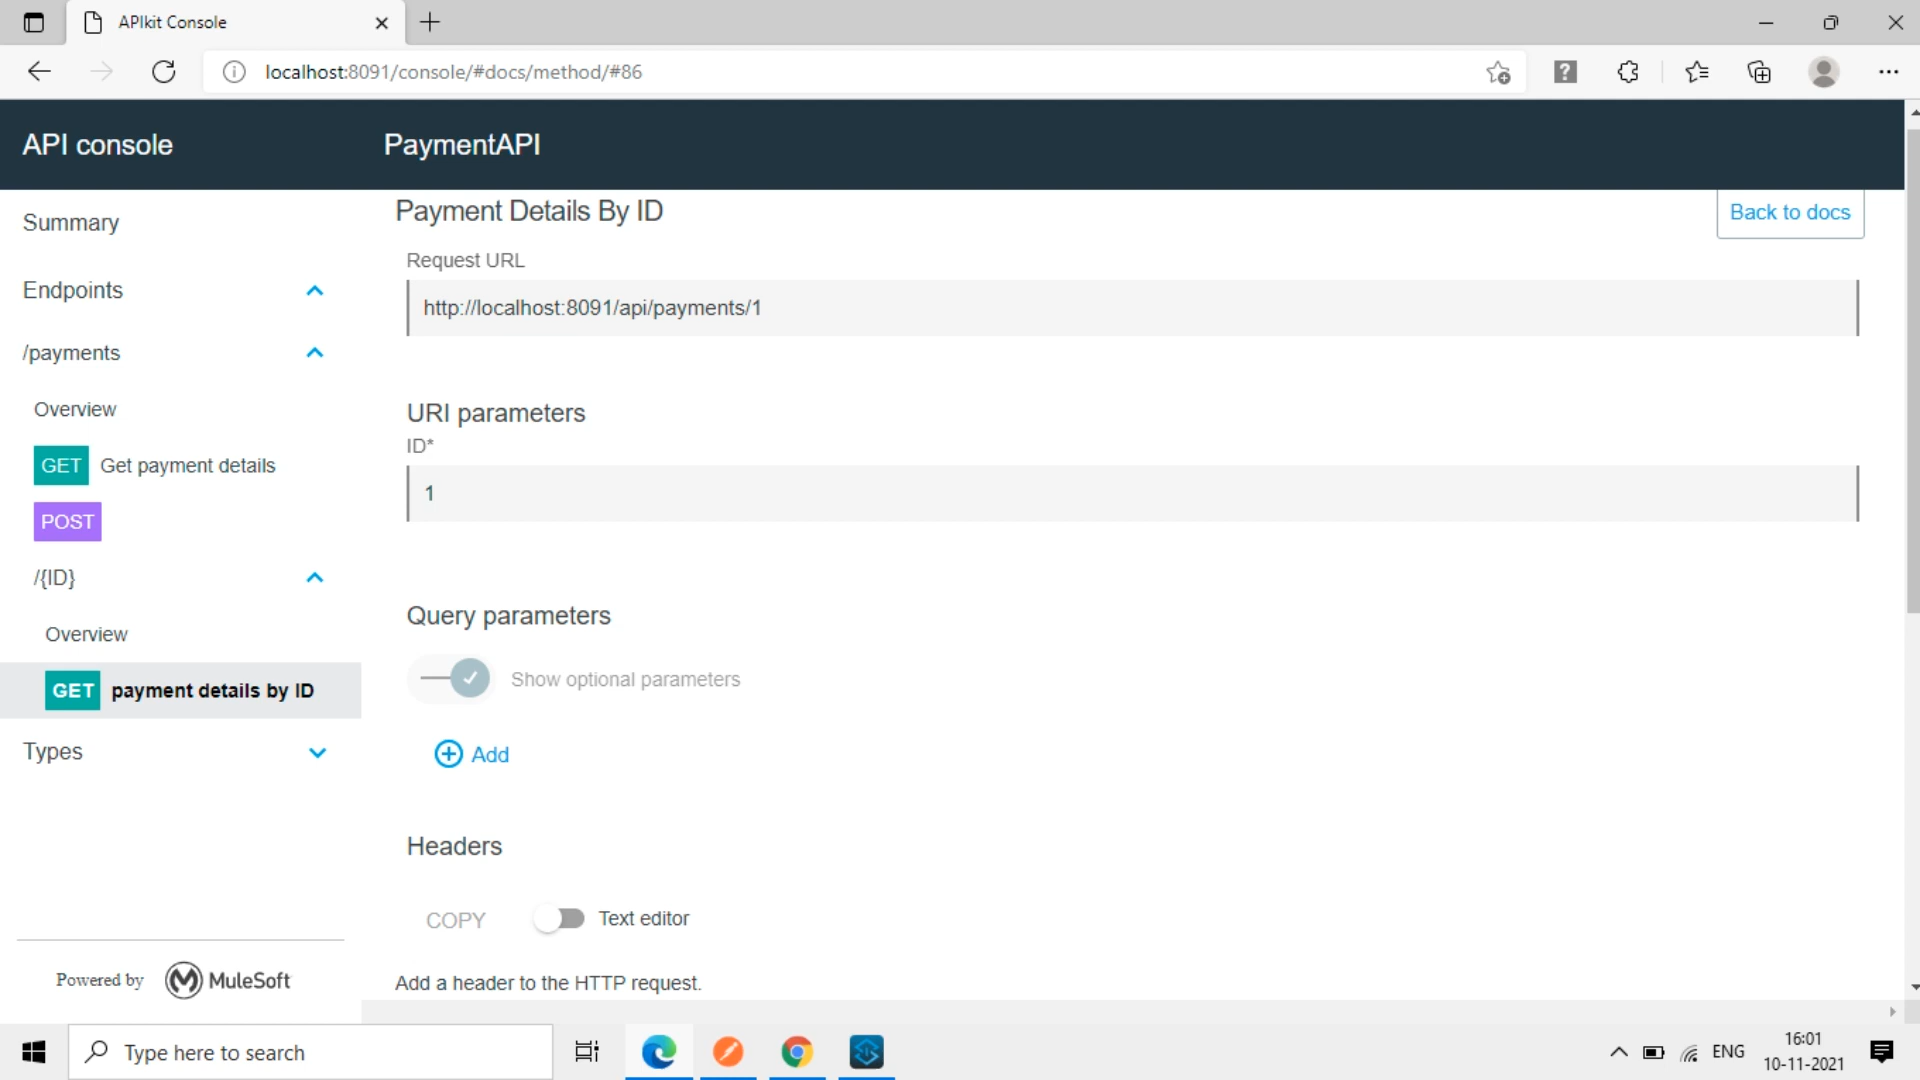 APIkit Console
localhost:8091/console/#docs/method/#86
API console
PaymentAPI
Summary
Endpoints
/payments
Overview
GET Get payment details
POST
/{ID}
Overview
GET payment details by ID
Types
Powered by MuleSoft
Payment Details By ID
Back to docs
Request URL
http://localhost:8091/api/payments/1
URI parameters
ID*
1
Query parameters
Show optional parameters
Add
Headers
COPY Text editor
Add a header to the HTTP request.
Type here to search
ENG
16:01
10-11-2021